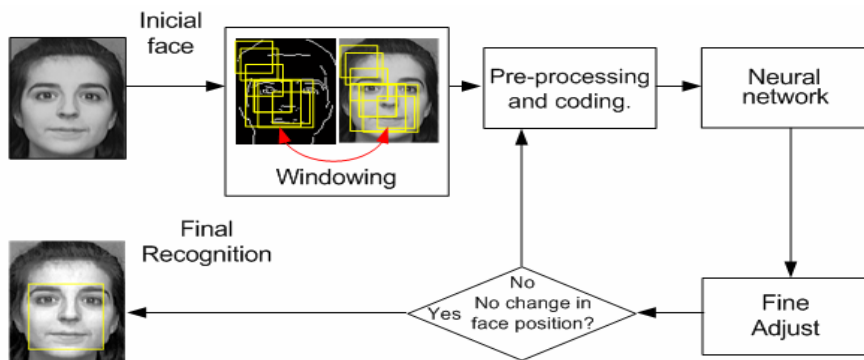 Inicial
face
Windowing
Pre-processing
and coding.
Neural
network
Final
Recognition
No
No change in
Yes face position?
Fine
Adjust